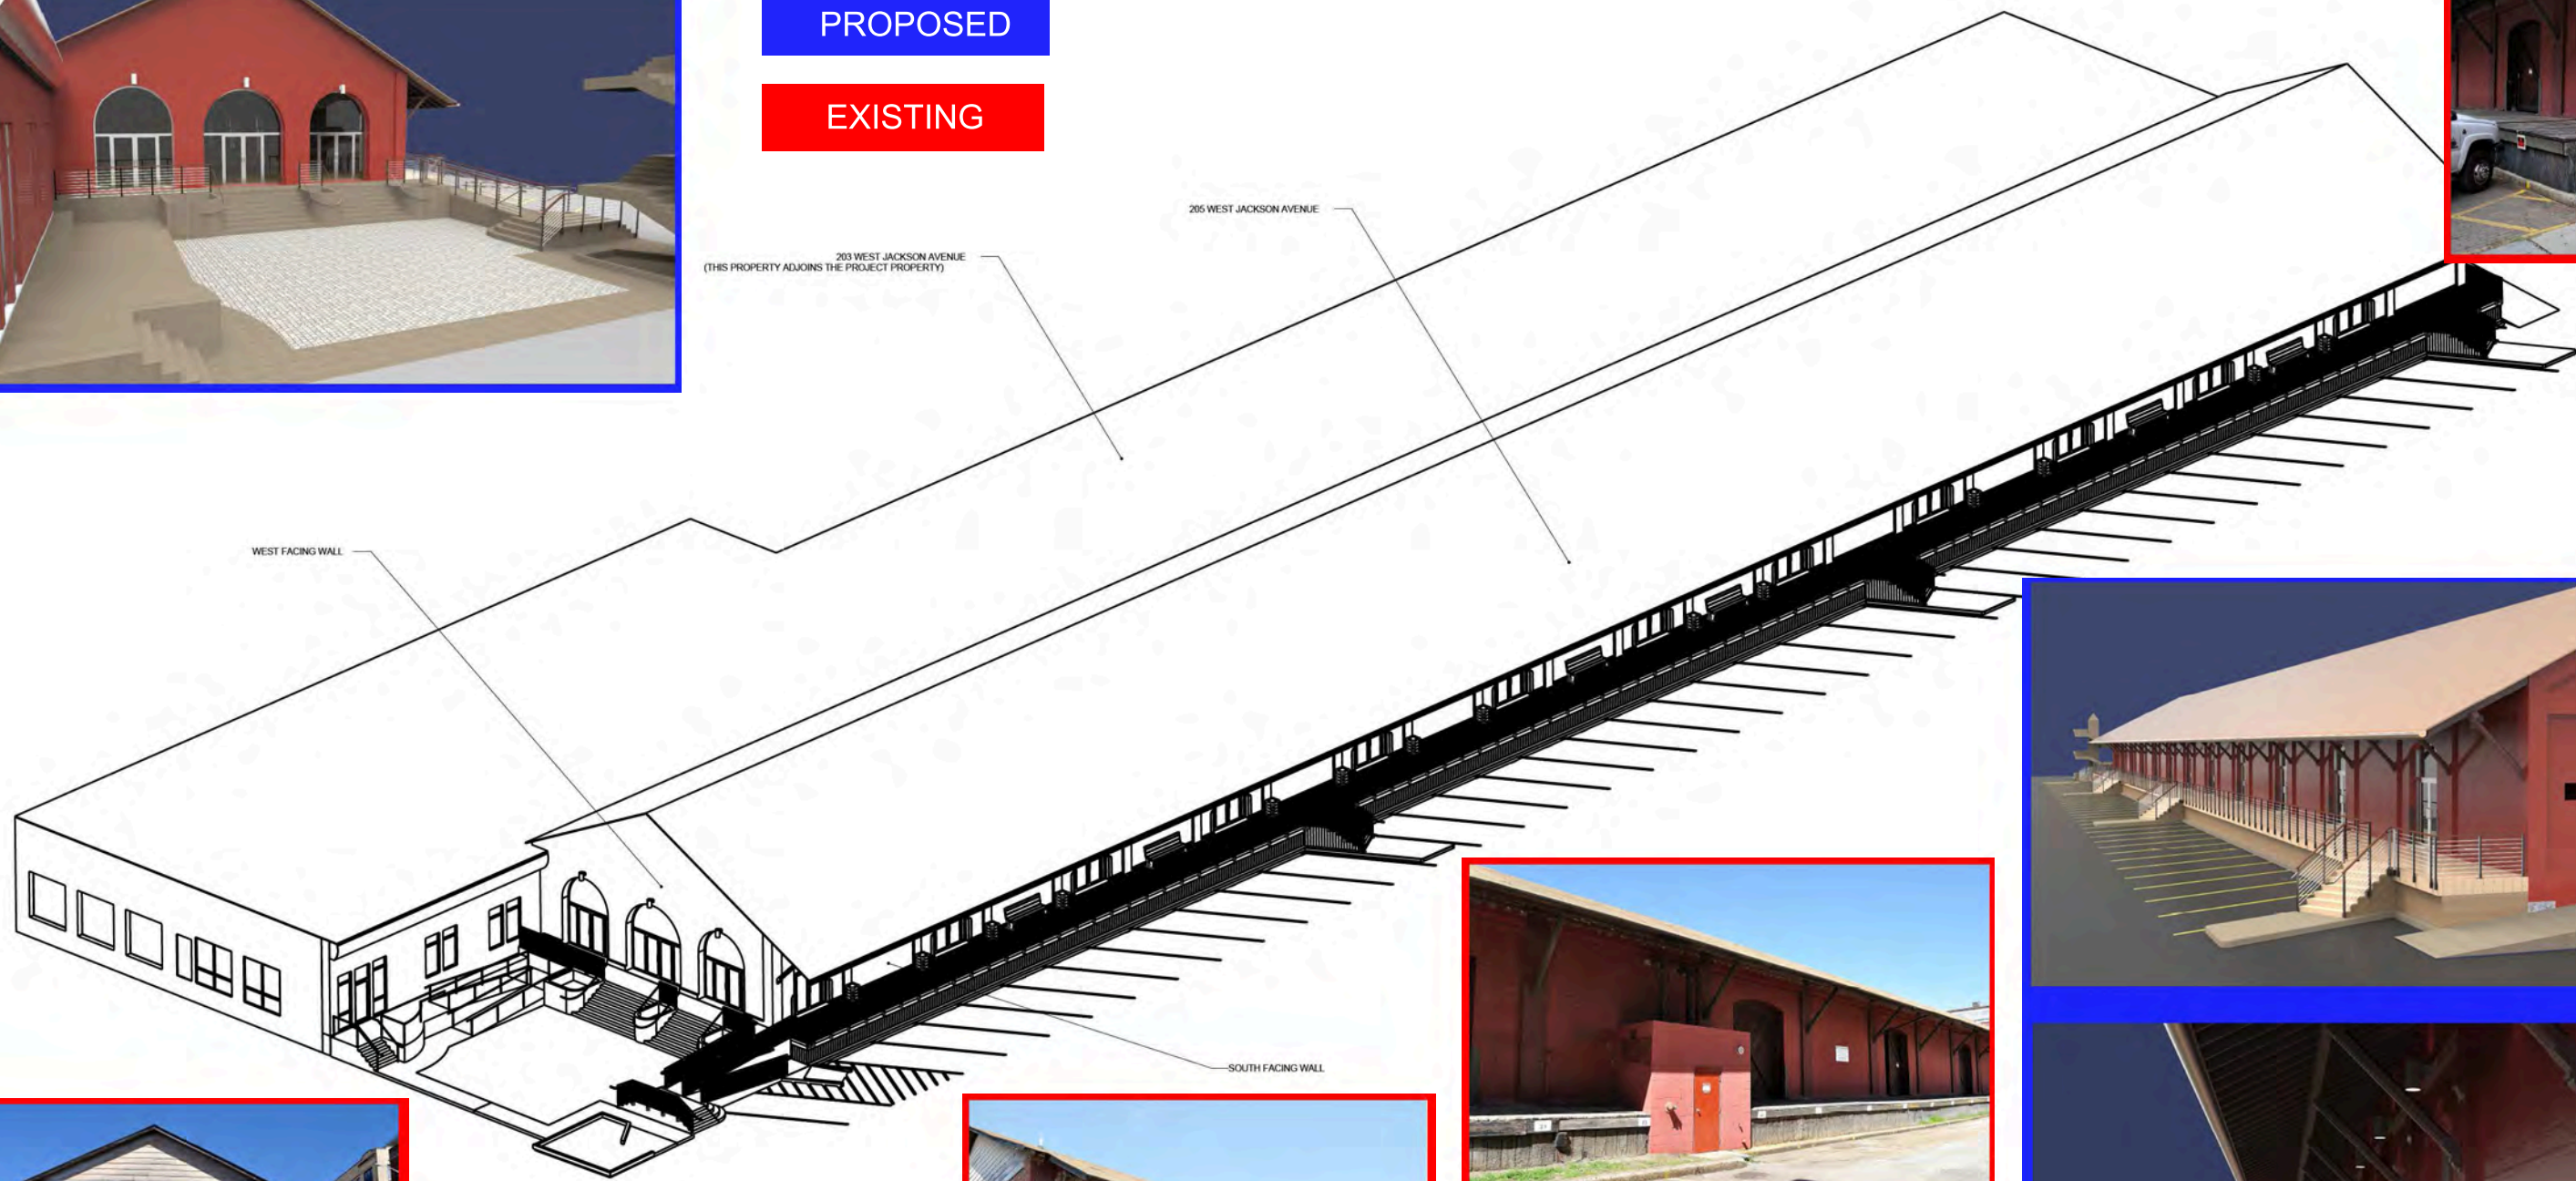 PROPOSED
EXISTING
205 WEST JACKSON AVENUE
203 WEST JACKSON AVENUE
(THIS PROPERTY ADJOINS THE PROJECT PROPERTY)
WEST FACING WALL
SOUTH FACING WALL